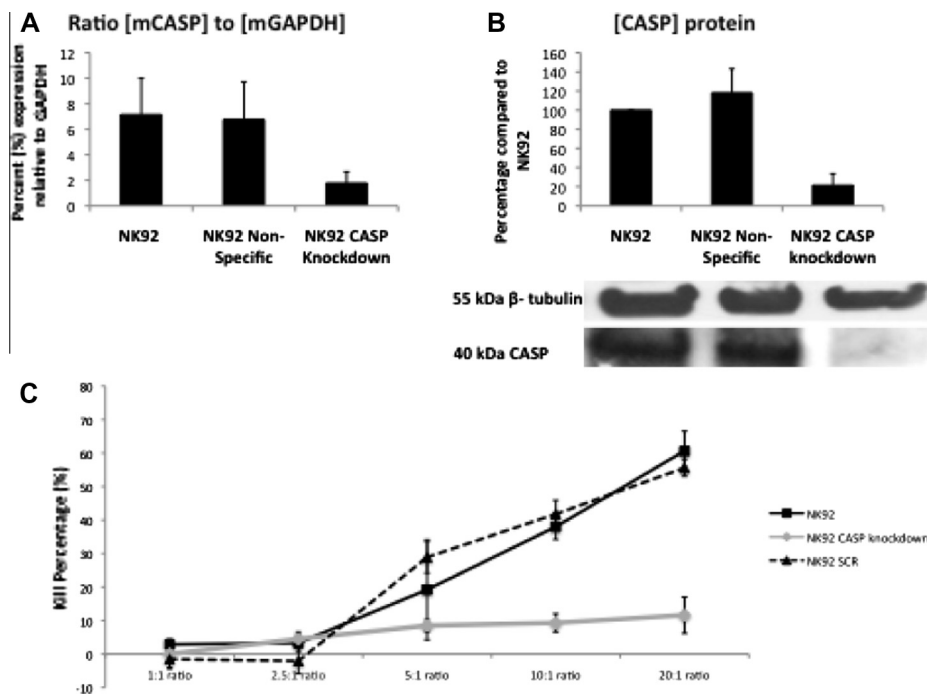 A
Ratio [mCASP] to [mGAPDH]
Percent (%) expression
relative to GAPDH
12
10
8
6
4
2
0
NK92
NK92 Non-
Specific
NK92 CASP
Knockdown
B
[CASP] protein
Percentage compared to
NK92
140
120
100
80
60
40
20
0
NK92
NK92 Non-
Specific
NK92 CASP
knockdown
55 kDa β- tubulin
40 kDa CASP
C
Kill Percentage (%)
80
70
60
50
40
30
20
10
0
-10
1:1 ratio
2.5:1 ratio
5:1 ratio
10:1 ratio
20:1 ratio
NK92
NK92 CASP knockdown
NK92 SCR